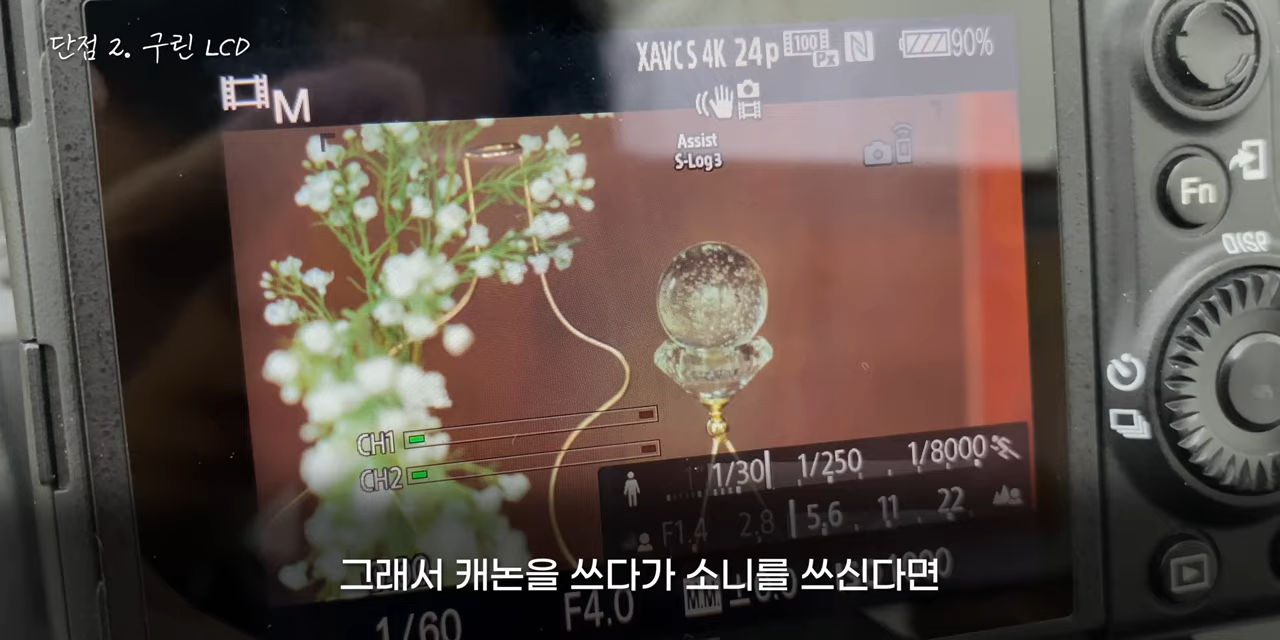 단점 2. 구린 LCD
XAVC S 4K 24p 100 Px N 90%
M
Assist
S-Log3
Fn
DISP
CH1
CH2
1/30 1/250 1/8000
F1.4 2.8 5.6 11 22
그래서 캐논을 쓰다가 소니를 쓰신다면
1/60 F4.0